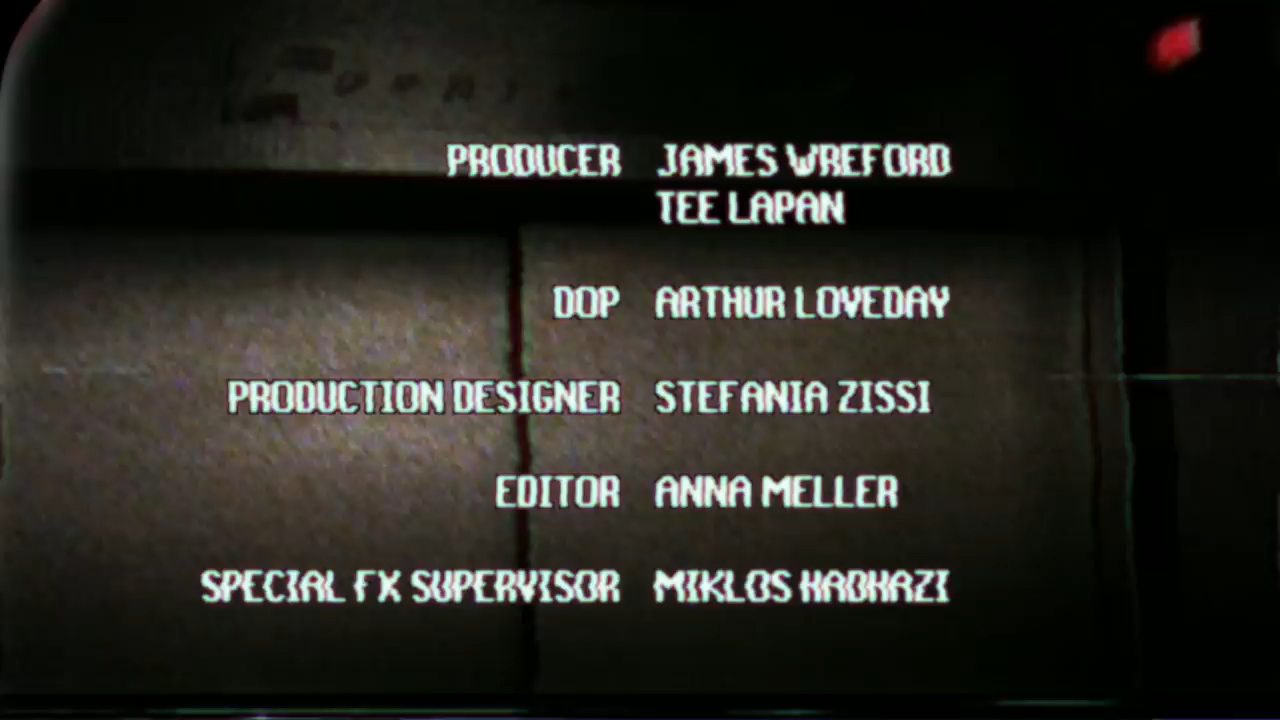 PRODUCER JAMES WREFORD
TEE LAPAN
DOP ARTHUR LOVEDAY
PRODUCTION DESIGNER STEFANIA ZISSI
EDITOR ANNA MELLER
SPECIAL FX SUPERVISOR MIKLOS HADHAZI